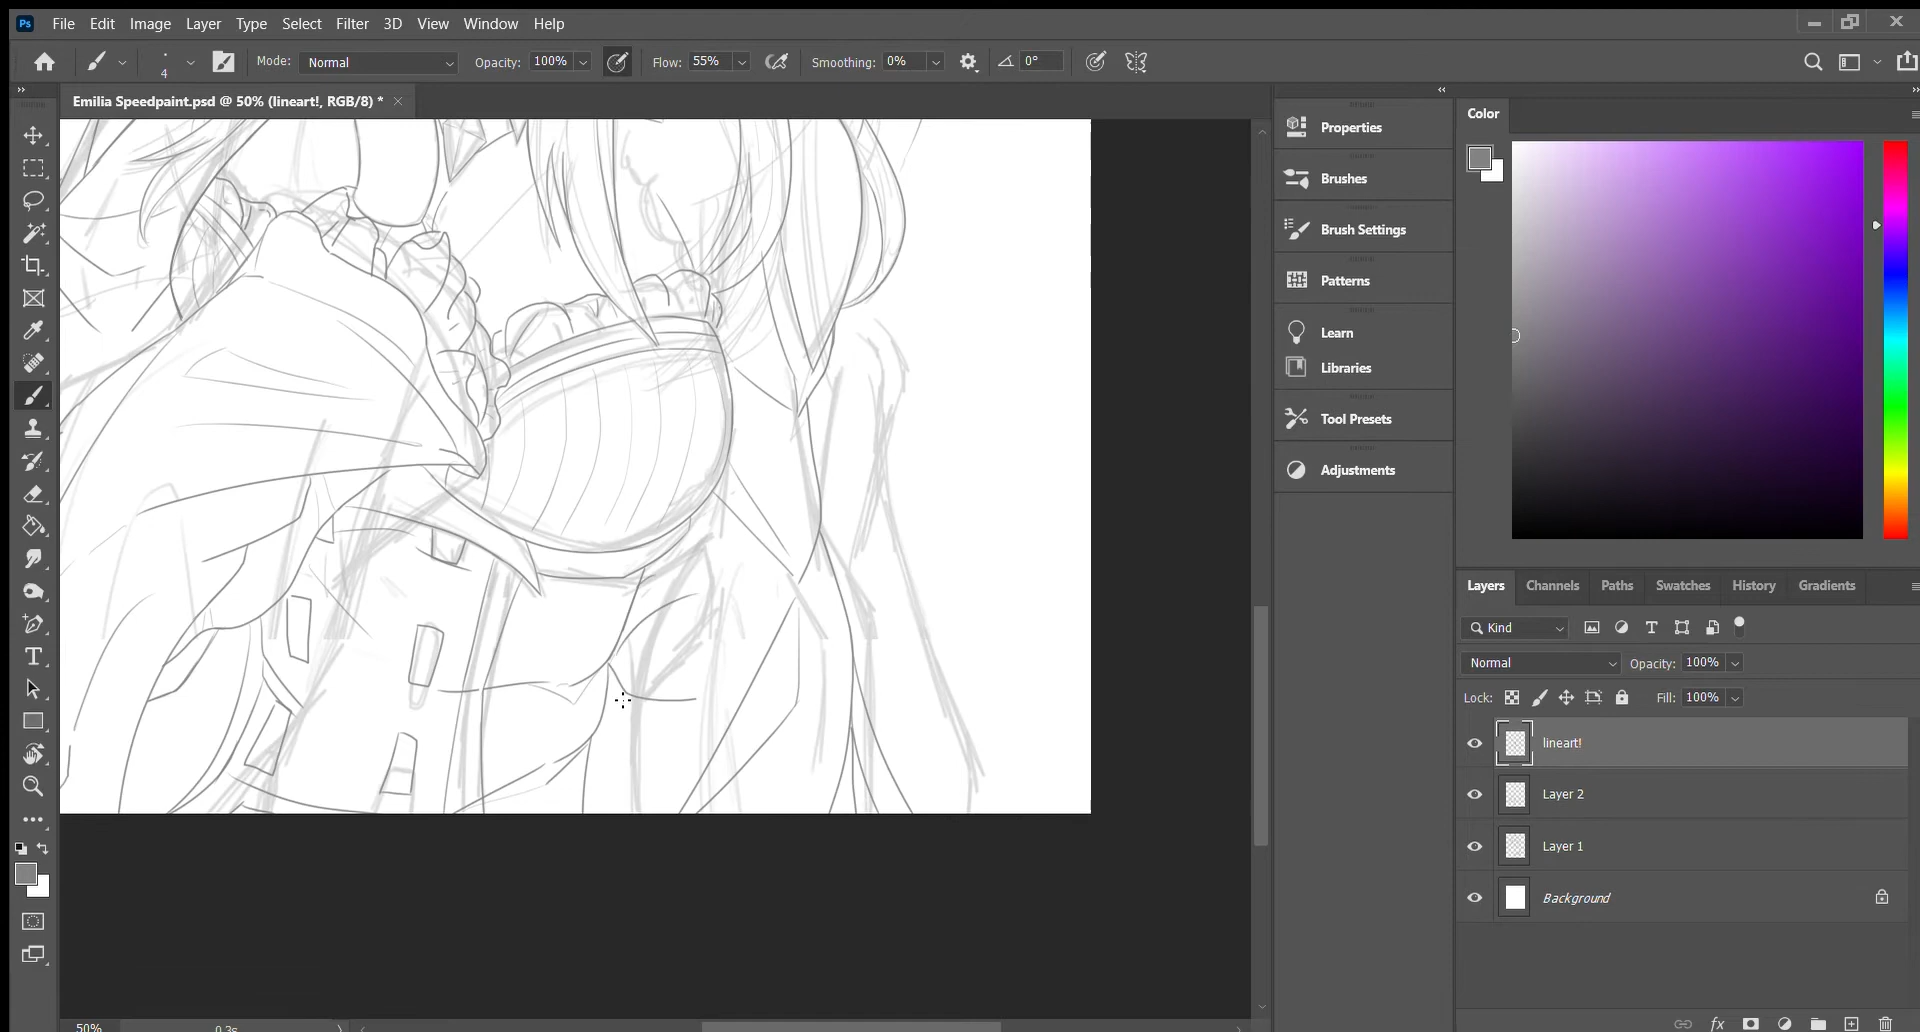 Ps File Edit Image Layer Type Select Filter 3D View Window Help
4 Mode: Normal Opacity: 100% Flow: 55% Smoothing: 0% 0°
Emilia Speedpaint.psd @ 50% (lineart!, RGB/8) *
Properties
Brushes
Brush Settings
Patterns
Learn
Libraries
Tool Presets
Adjustments
Color
Layers Channels Paths Swatches History Gradients
Kind
Normal Opacity: 100%
Lock: Fill: 100%
lineart!
Layer 2
Layer 1
Background
fx
50% 0.3s